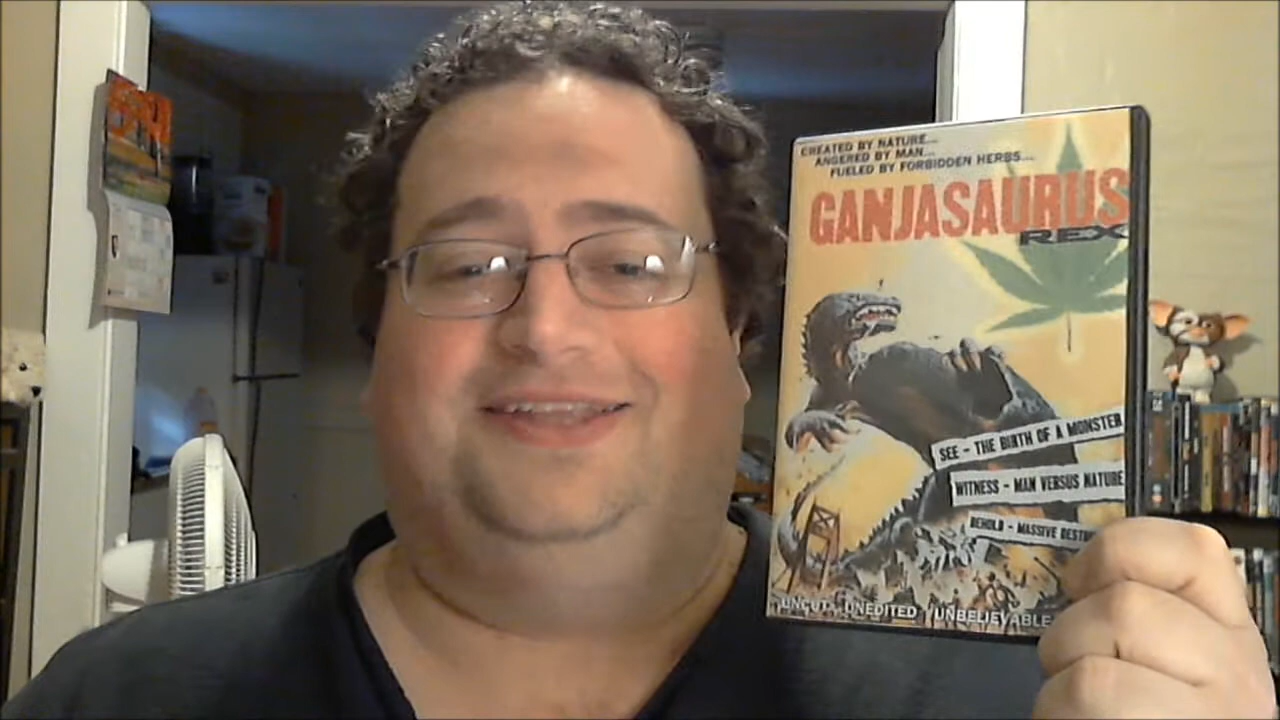 CREATED BY NATURE...
ANGERED BY MAN...
FUELED BY FORBIDDEN HERBS...
GANJASAURUS
REX
SEE - THE BIRTH OF A MONSTER
WITNESS - MAN VERSUS NATURE
BEHOLD - MASSIVE
UNCUT UNEDITED UNBELIEVABLE